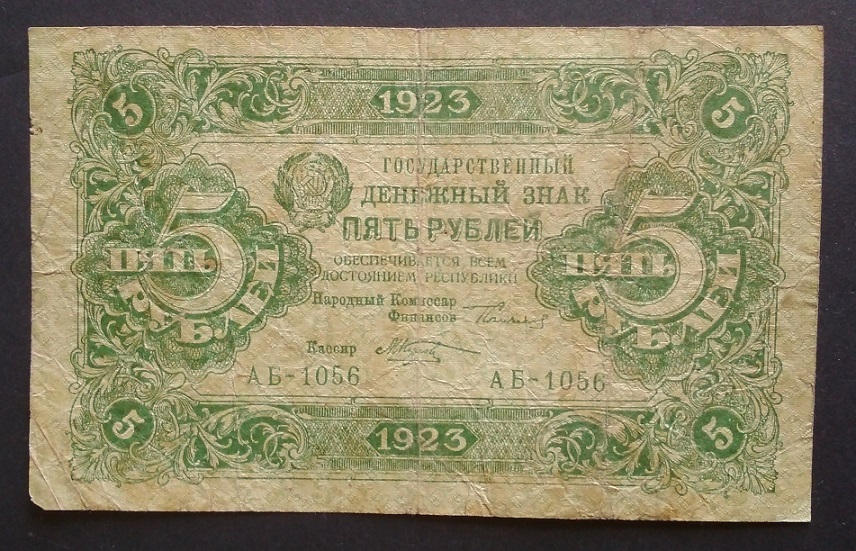 5 1923 5
ГОСУДАРСТВЕННЫЙ
ДЕНЕЖНЫЙ ЗНАК
ПЯТЬ РУБЛЕЙ
ОБЕСПЕЧИВАЕТСЯ ВСЕМ
ДОСТОЯНИЕМ РЕСПУБЛИКИ
5
ПЯТЬ
РУБЛЕЙ
5
ПЯТЬ
РУБЛЕЙ
Народный Комиссар
Финансов
Кассир
АБ-1056 АБ-1056
5 1923 5